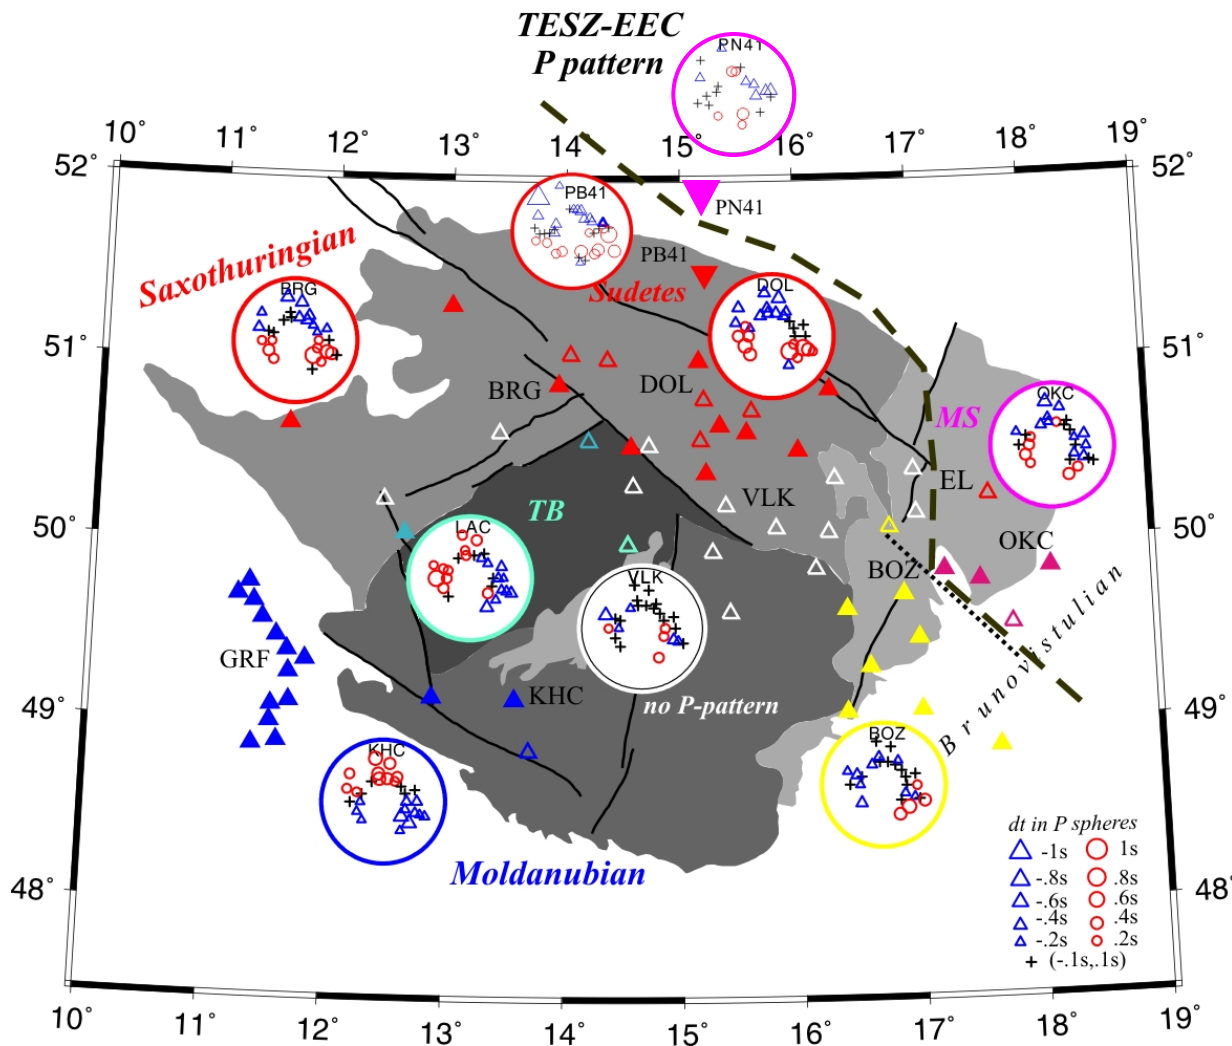 TESZ-EEC
P pattern
PN41
10° 11° 12° 13° 14° 15° 16° 17° 18° 19°
52° 52°
PB41
PN41
Saxothuringian
PB41
Sudetes
BRG
DOL
51° 51°
BRG
DOL
MS
OKC
EL
VLK
TB
50° 50°
LAC
OKC
BOZ
VLK
GRF
Brunovistulian
KHC
no P-pattern
49° 49°
KHC
BOZ
Moldanubian
dt in P spheres
-1s 1s
-.8s .8s
-.6s .6s
-.4s .4s
-.2s .2s
+ (-.1s,.1s)
48° 48°
10° 11° 12° 13° 14° 15° 16° 17° 18° 19°